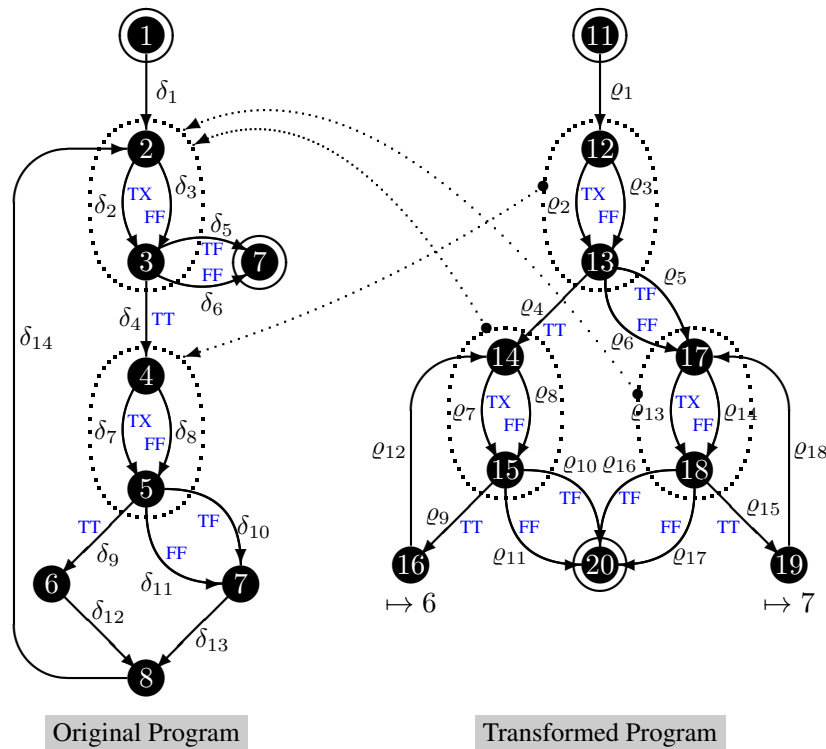 1 11
δ1 ϱ1
2 12
δ2 TX δ3 ϱ2 TX ϱ3
FF FF
δ5 ϱ5
3 TF 7 13 TF
FF FF
δ4 TT δ6 ϱ4 TT ϱ6
δ14
4 14 17
δ7 TX δ8 ϱ7 TX ϱ8 ϱ13 TX ϱ14
FF FF FF
ϱ12 ϱ18
5 15 ϱ10 ϱ16 18
TT TF δ10 TF TF ϱ15
δ9 FF ϱ9 TT FF FF TT
δ11 ϱ11 ϱ17
6 7 16 20 19
↦ 6 ↦ 7
δ12 δ13
8
Original Program Transformed Program